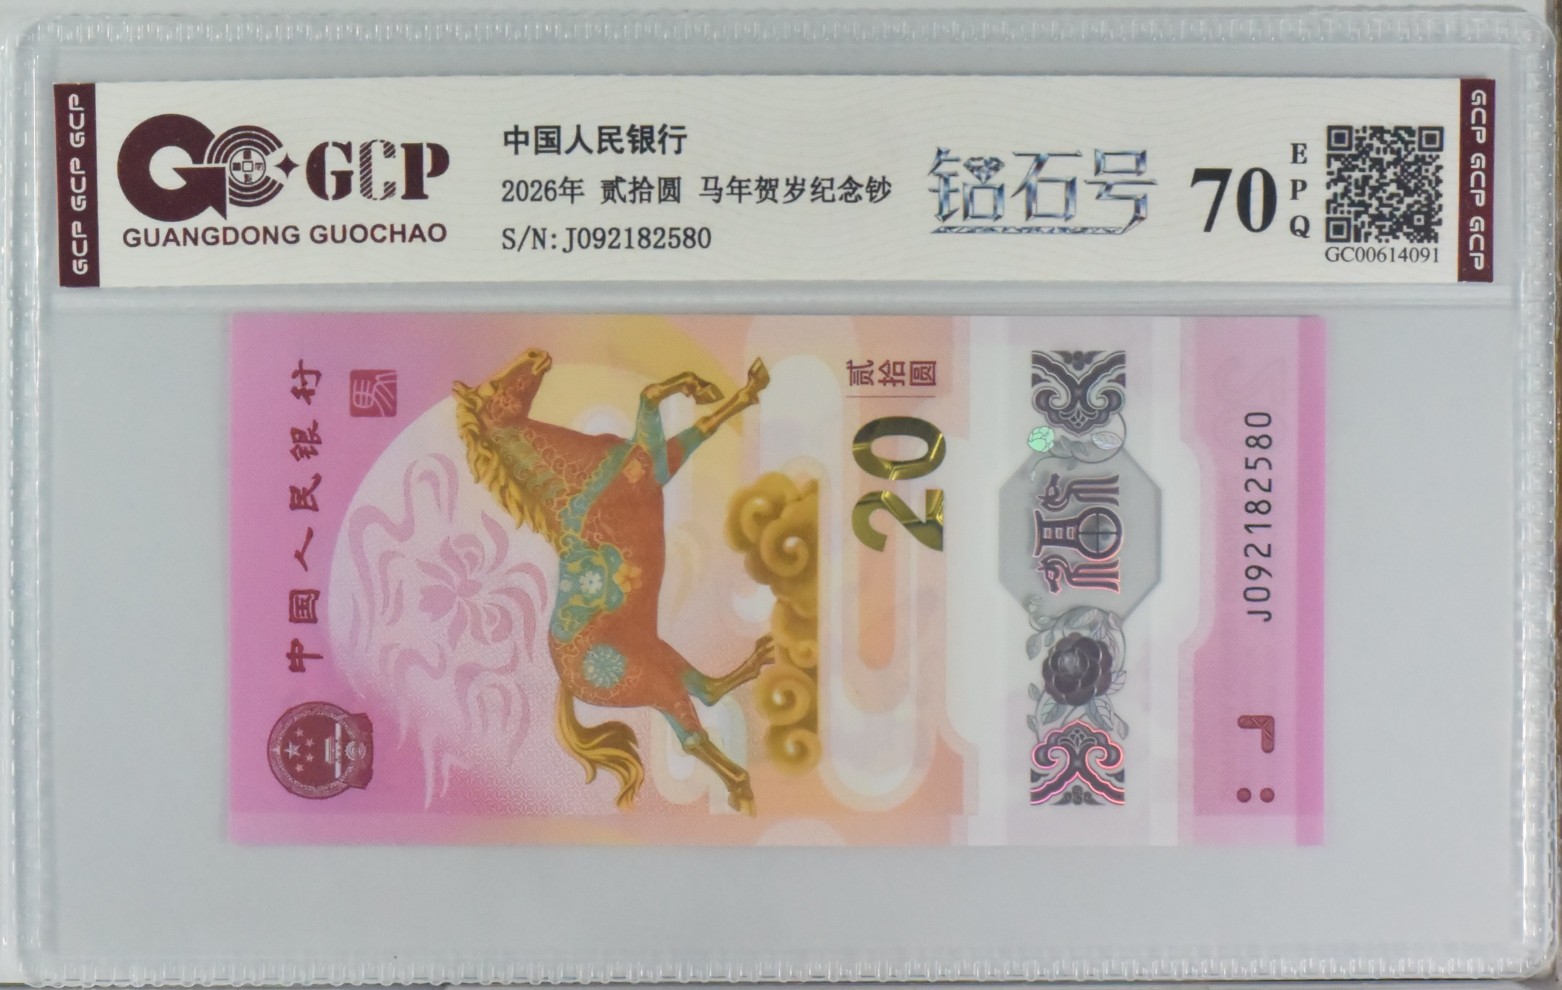 GCP GCP GCP
GCP
GUANGDONG GUOCHAO
中国人民银行
2026年 贰拾圆 马年贺岁纪念钞
S/N:J092182580
钻石号
70
EPQ
GC00614091
GCP GCP GCP
中国人民银行
贰拾圆
20
J092182580